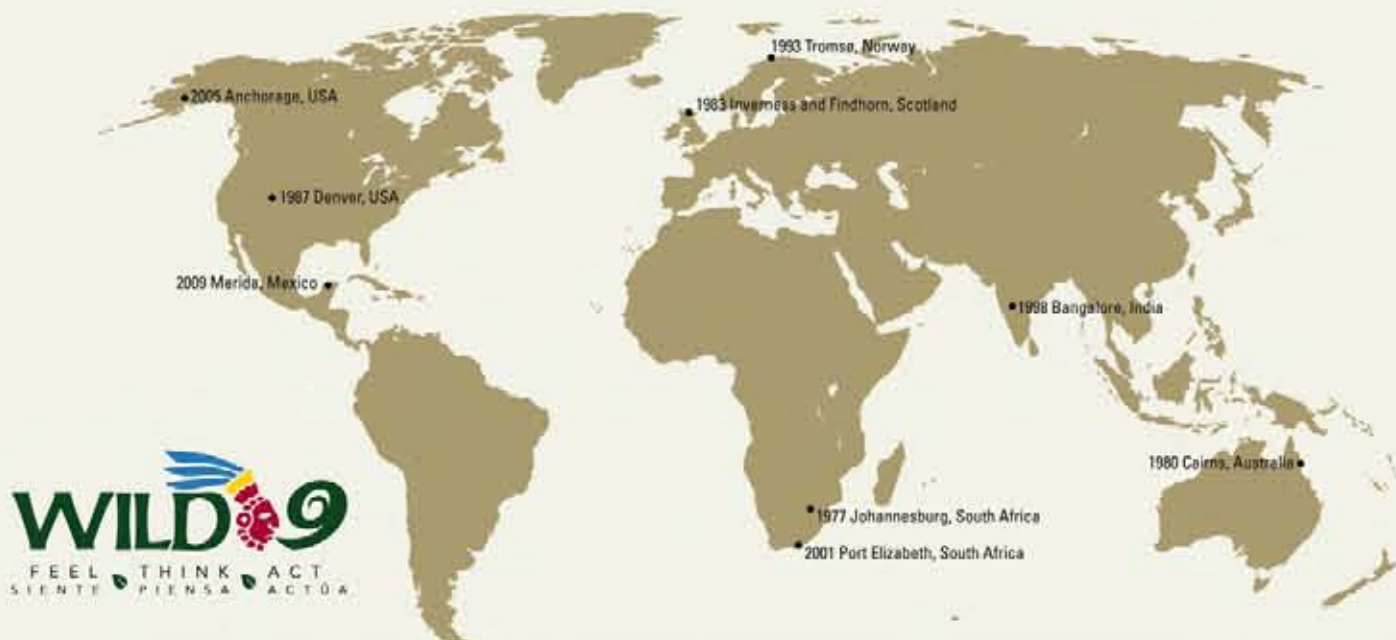 1993 Tromsø, Norway
2005 Anchorage, USA
1983 Inverness and Findhorn, Scotland
1987 Denver, USA
2009 Merida, Mexico
1998 Bangalore, India
1980 Cairns, Australia
1977 Johannesburg, South Africa
2001 Port Elizabeth, South Africa
WILD 9
FEEL THINK ACT
SIENTE PIENSA ACTÚA